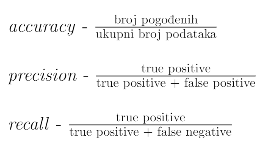 accuracy - broj pogođenih / ukupni broj podataka
precision - true positive / true positive + false positive
recall - true positive / true positive + false negative